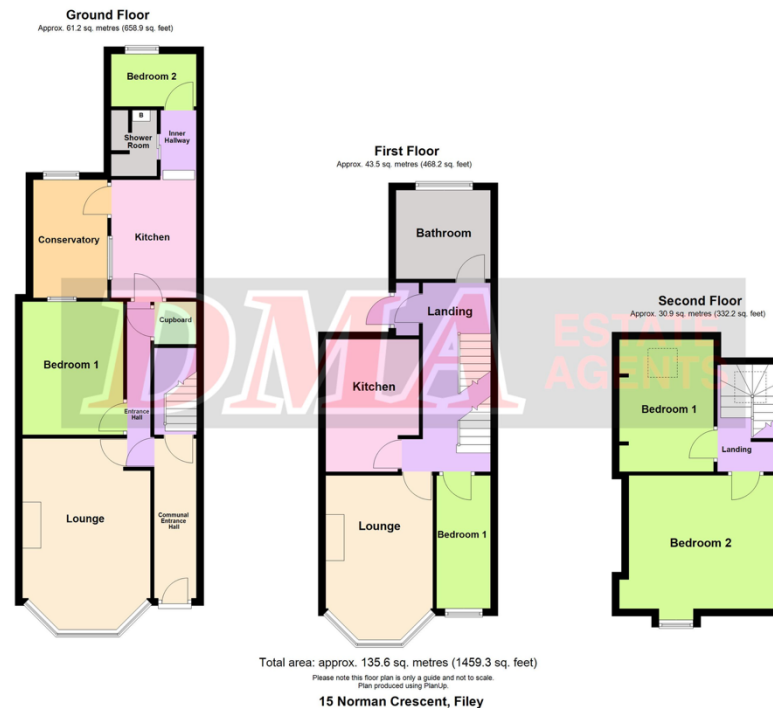 Ground Floor
Approx. 61.2 sq. metres (658.9 sq. feet)
Bedroom 2
B
Shower
Room
Inner
Hallway
Conservatory
Kitchen
Cupboard
Bedroom 1
Entrance
Hall
Lounge
Communal
Entrance
Hall
First Floor
Approx. 43.5 sq. metres (468.2 sq. feet)
Bathroom
Landing
Kitchen
Lounge
Bedroom 1
Second Floor
Approx. 30.9 sq. metres (332.2 sq. feet)
Bedroom 1
Landing
Bedroom 2
DMA
ESTATE
AGENTS
Total area: approx. 135.6 sq. metres (1459.3 sq. feet)
Please note this floor plan is only a guide and not to scale.
Plan produced using PlanUp.
15 Norman Crescent, Filey